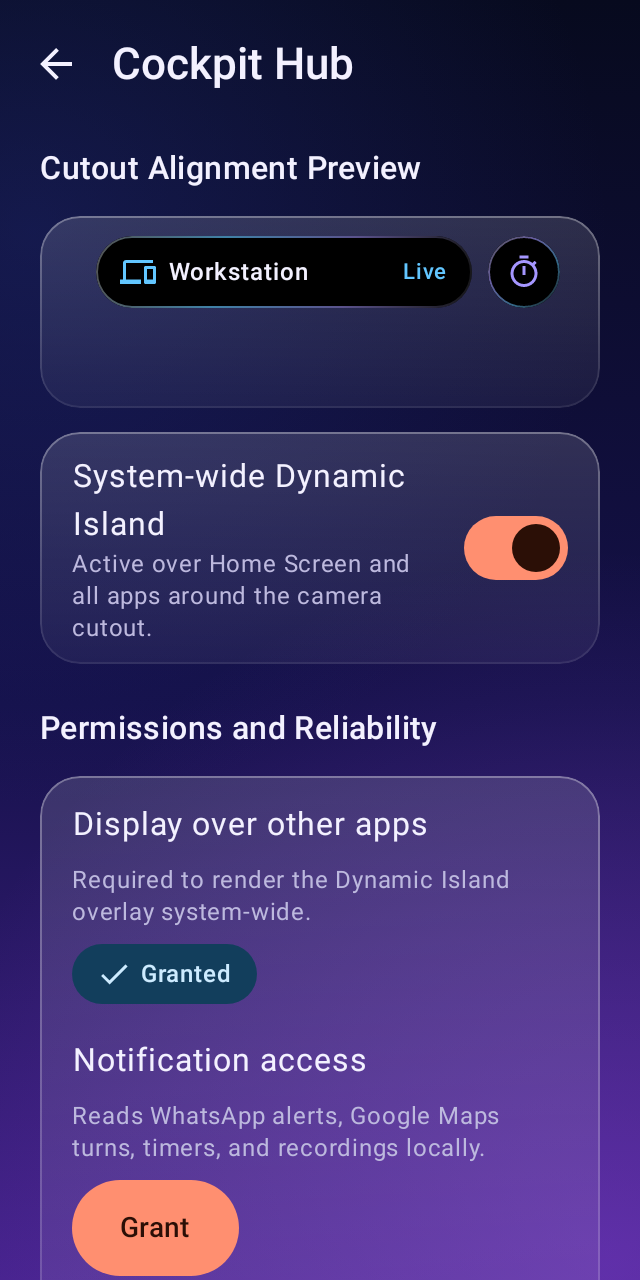 Cockpit Hub
Cutout Alignment Preview
Workstation Live
System-wide Dynamic
Island
Active over Home Screen and
all apps around the camera
cutout.
Permissions and Reliability
Display over other apps
Required to render the Dynamic Island
overlay system-wide.
Granted
Notification access
Reads WhatsApp alerts, Google Maps
turns, timers, and recordings locally.
Grant